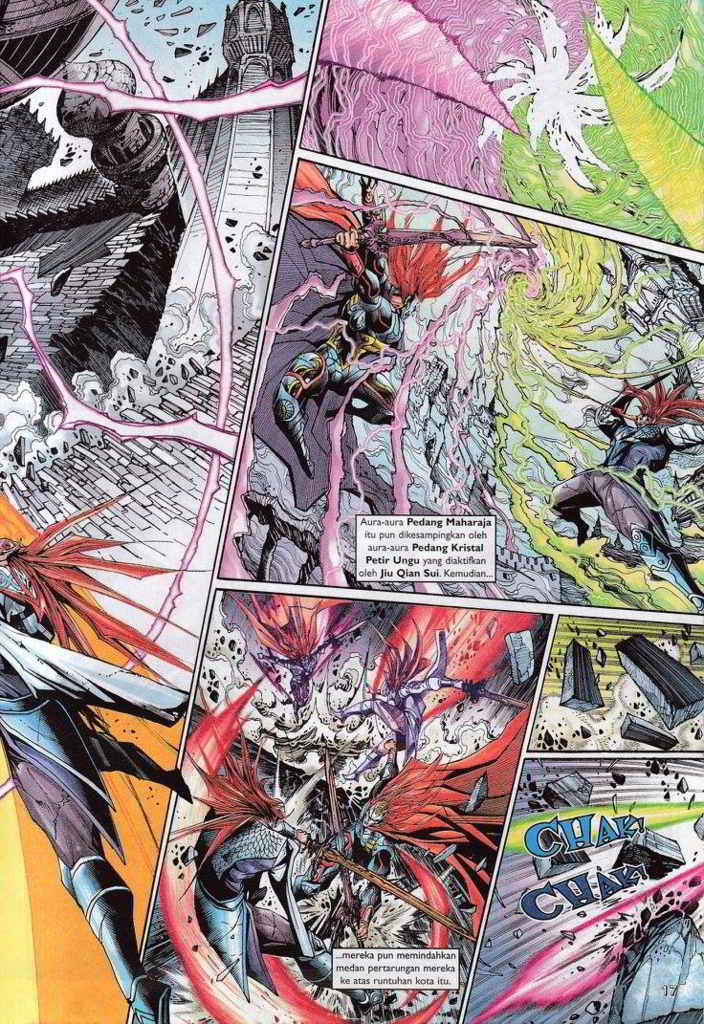 Aura-aura Pedang Maharaja
itu pun dikesampingkan oleh
aura-aura Pedang Kristal
Petir Ungu yang diaktifkan
oleh Jiu Qian Sui. Kemudian...
...mereka pun memindahkan
medan pertarungan mereka
ke atas runtuhan kota itu.
CHAK!
CHAK!
17